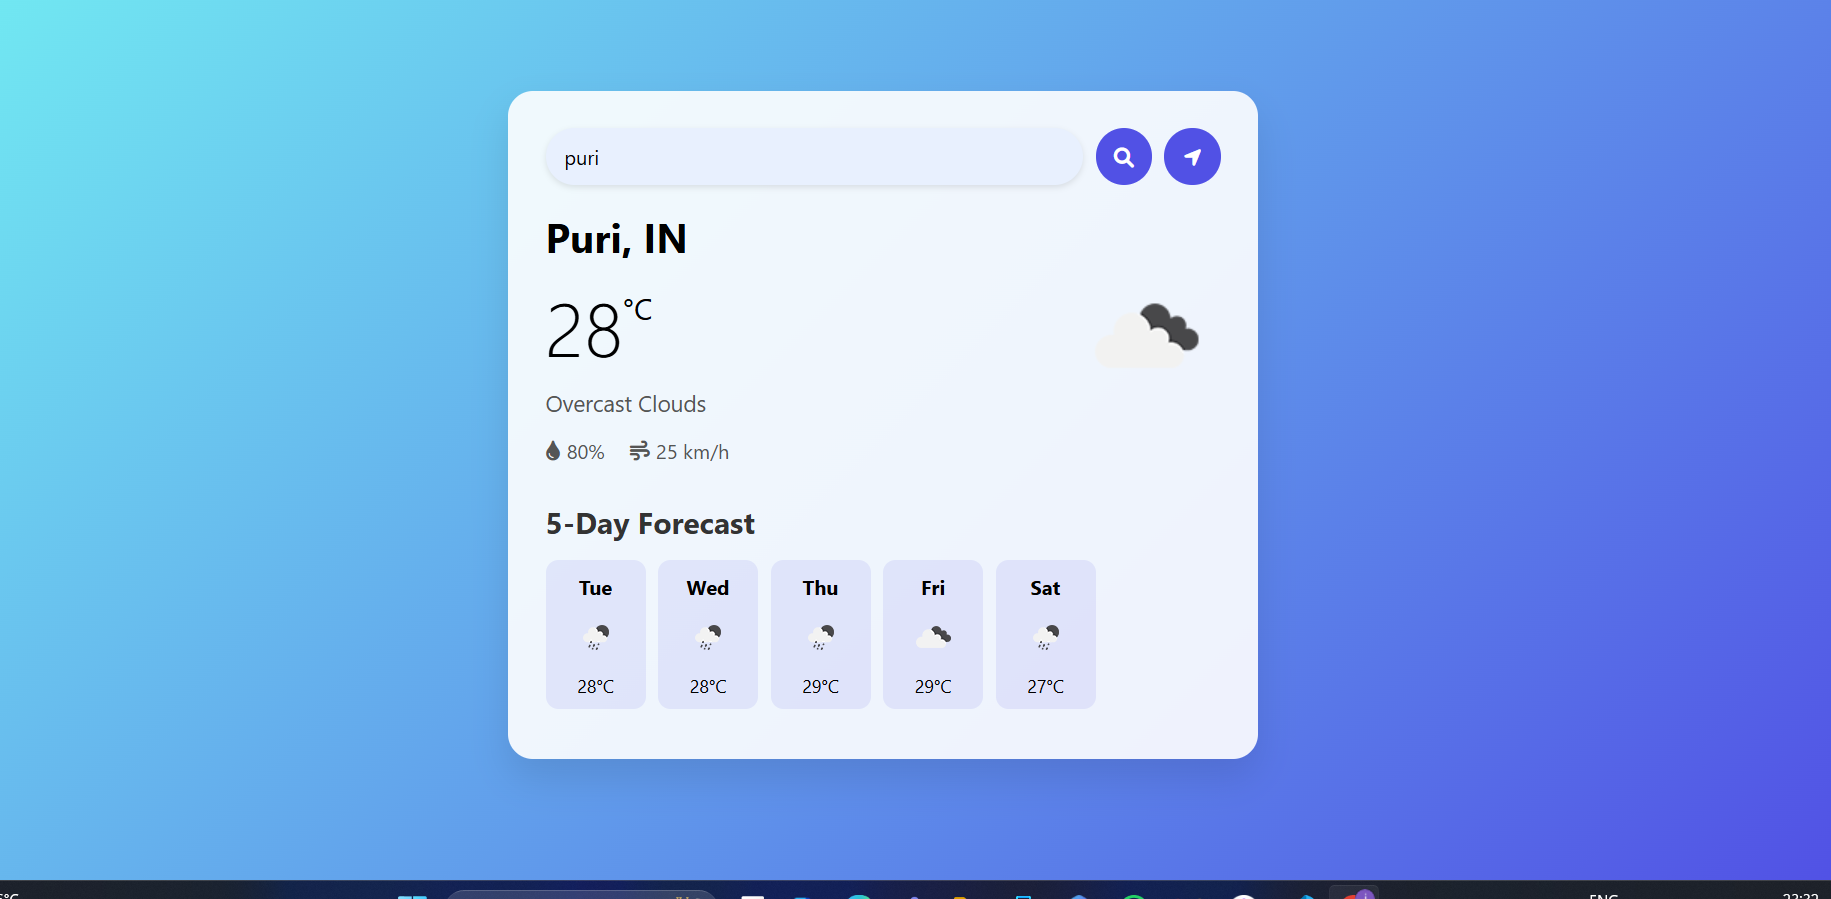 puri
Puri, IN
28°C
Overcast Clouds
80% 25 km/h
5-Day Forecast
Tue Wed Thu Fri Sat
28°C 28°C 29°C 29°C 27°C
ENG